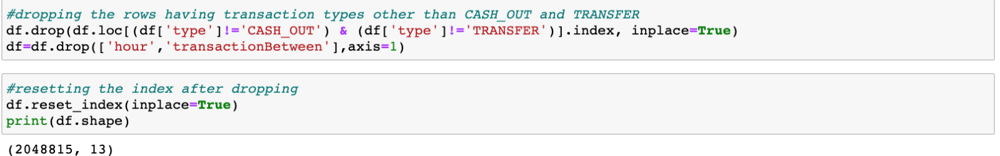 #dropping the rows having transaction types other than CASH_OUT and TRANSFER
df.drop(df.loc[(df['type']!='CASH_OUT') & (df['type']!='TRANSFER')].index, inplace=True)
df=df.drop(['hour','transactionBetween'],axis=1)
#resetting the index after dropping
df.reset_index(inplace=True)
print(df.shape)
(2048815, 13)